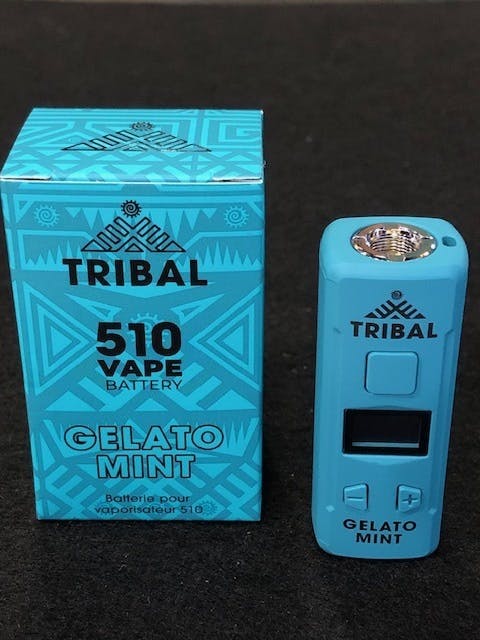 TRIBAL
510
VAPE
BATTERY
GELATO
MINT
Batterie pour
vaporisateur 510
TRIBAL
GELATO
MINT